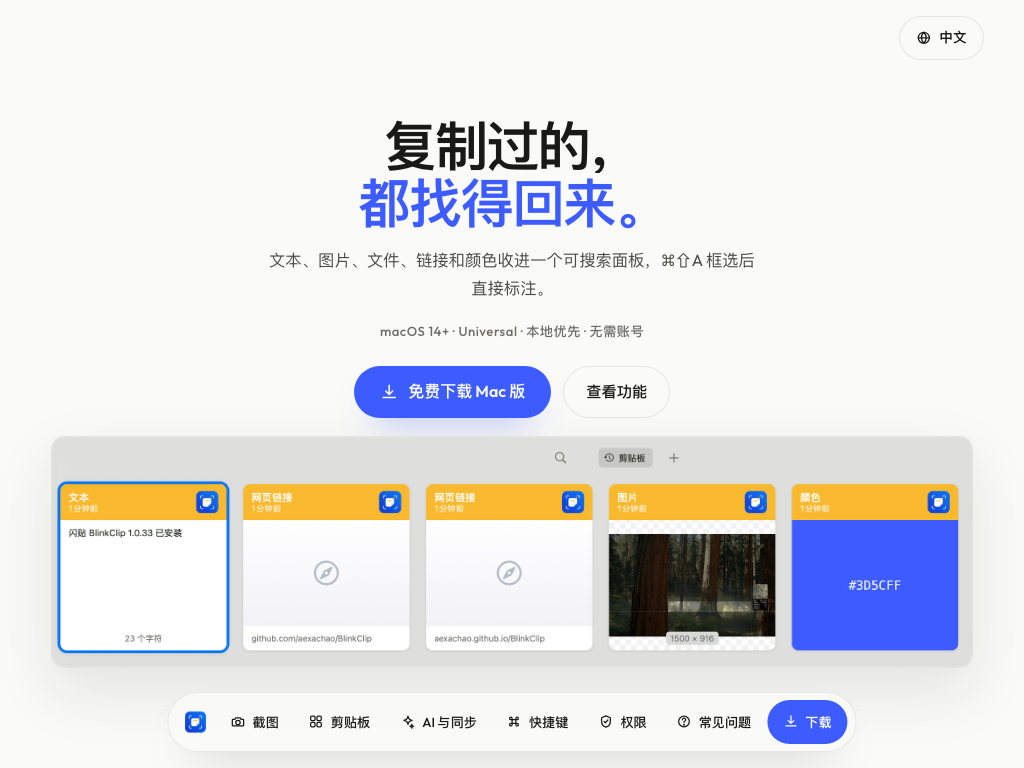 中文
复制过的，
都找得回来。
文本、图片、文件、链接和颜色收进一个可搜索面板，⌘⇧A 框选后
直接标注。
macOS 14+ · Universal · 本地优先 · 无需账号
免费下载 Mac 版
查看功能
剪贴板
文本
1分钟前
闪贴 BlinkClip 1.0.33 已安装
23 个字符
网页链接
1分钟前
github.com/aexachao/BlinkClip
网页链接
1分钟前
aexachao.github.io/BlinkClip
图片
1分钟前
1500 × 916
颜色
1分钟前
#3D5CFF
截图
剪贴板
AI 与同步
快捷键
权限
常见问题
下载